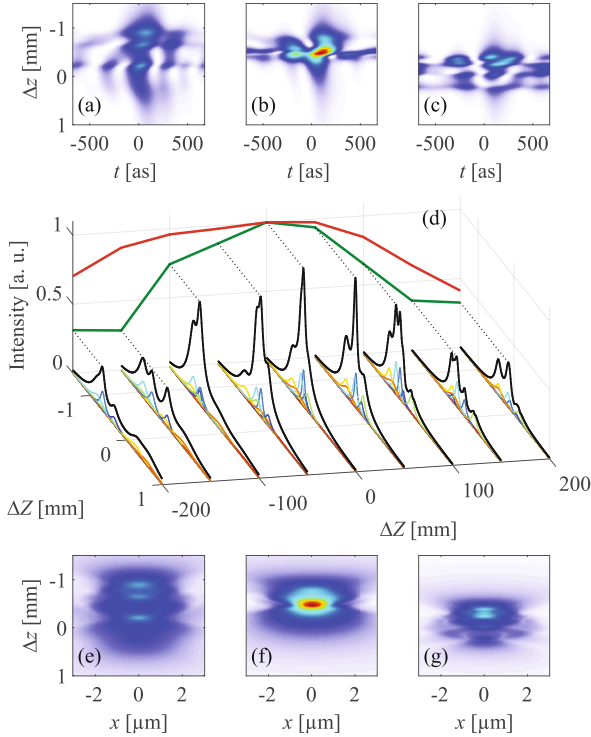 -1
0
1
Δz [mm]
(a)
(b)
(c)
-500 0 500
-500 0 500
-500 0 500
t [as]
t [as]
t [as]
(d)
1
0.5
0
Intensity [a. u.]
-1
0
1
ΔZ [mm]
-200
-100
0
100
200
ΔZ [mm]
-1
0
1
Δz [mm]
(e)
(f)
(g)
-2 0 2
-2 0 2
-2 0 2
x [µm]
x [µm]
x [µm]